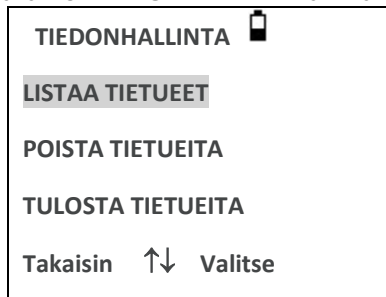 TIEDONHALLINTA
LISTAA TIETUEET
POISTA TIETUEITA
TULOSTA TIETUEITA
Takaisin ↑↓ Valitse